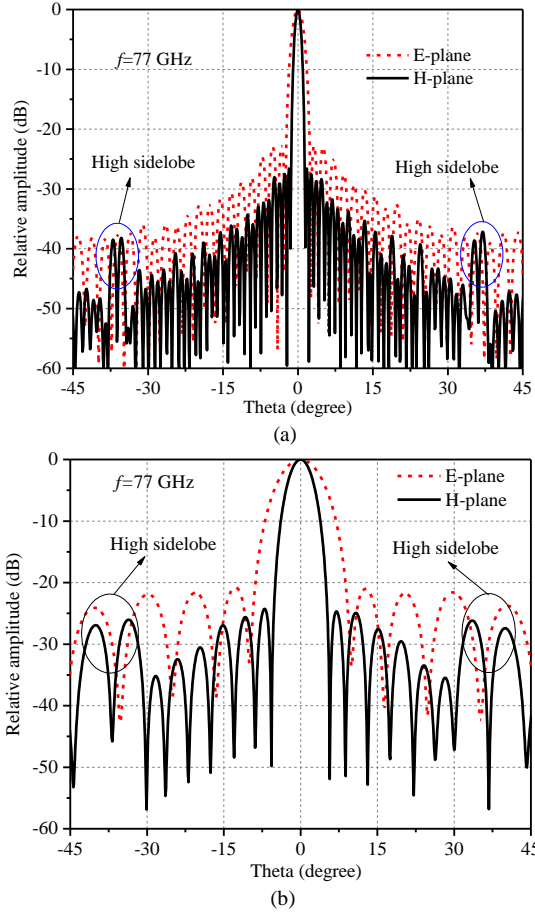 0
-10
-20
-30
-40
-50
-60
Relative amplitude (dB)
f=77 GHz
E-plane
H-plane
High sidelobe
High sidelobe
-45 -30 -15 0 15 30 45
Theta (degree)
(a)
0
-10
-20
-30
-40
-50
-60
Relative amplitude (dB)
f=77 GHz
E-plane
H-plane
High sidelobe
High sidelobe
-45 -30 -15 0 15 30 45
Theta (degree)
(b)